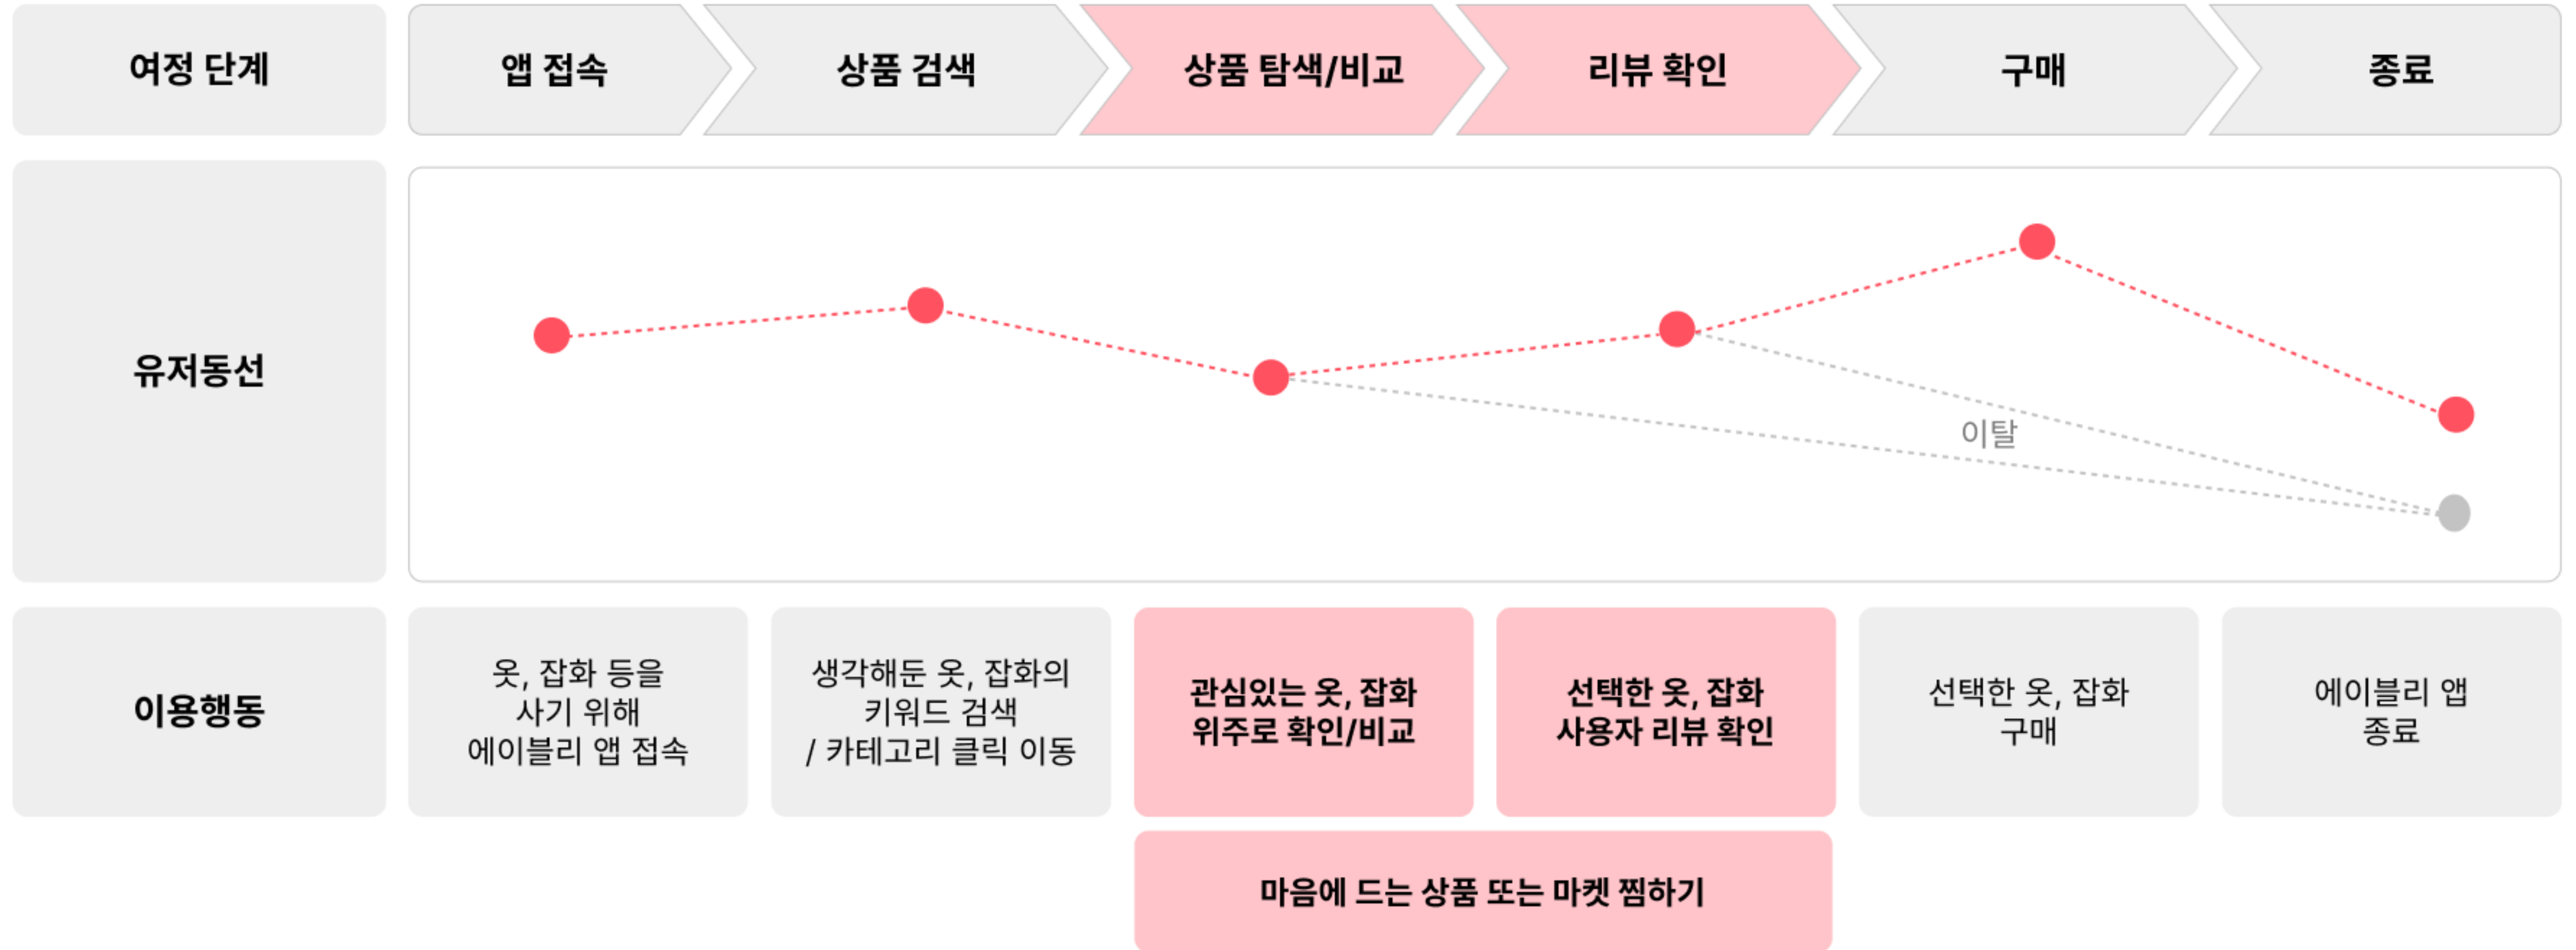 여정 단계
앱 접속
상품 검색
상품 탐색/비교
리뷰 확인
구매
종료
유저동선
이탈
이용행동
옷, 잡화 등을
사기 위해
에이블리 앱 접속
생각해둔 옷, 잡화의
키워드 검색
/ 카테고리 클릭 이동
관심있는 옷, 잡화
위주로 확인/비교
선택한 옷, 잡화
사용자 리뷰 확인
선택한 옷, 잡화
구매
에이블리 앱
종료
마음에 드는 상품 또는 마켓 찜하기